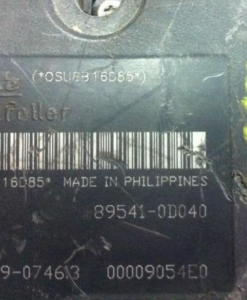 (*OSUBB16D85*)
16D85* MADE IN PHILIPPINES
89541-0D040
9-07463 00009054E0